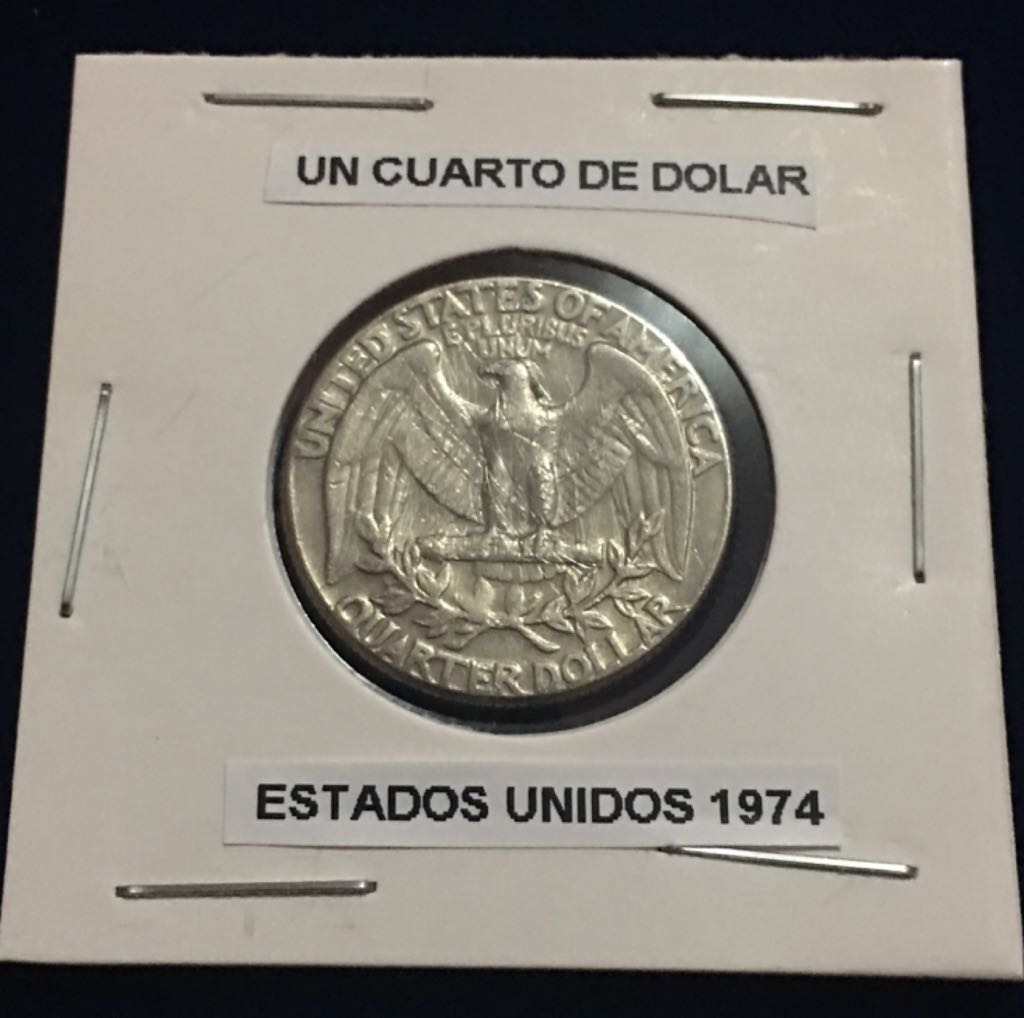 UN CUARTO DE DOLAR
UNITED STATES OF AMERICA
E PLURIBUS
UNUM
QUARTER DOLLAR
ESTADOS UNIDOS 1974